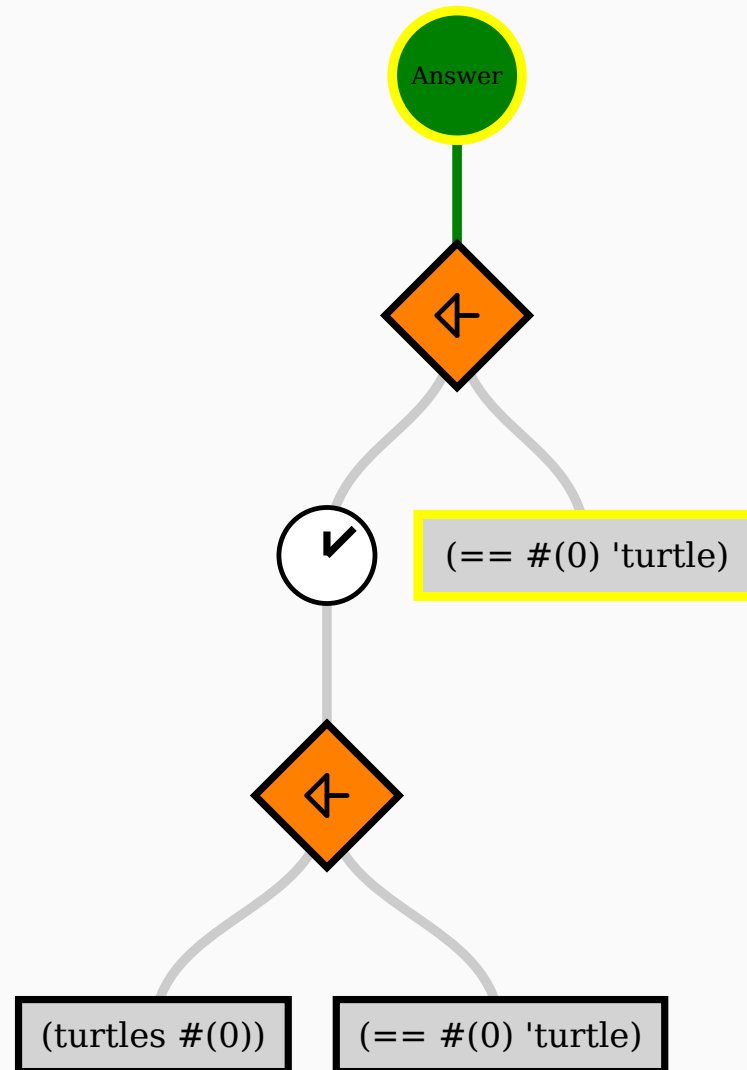 Answer
(== #(0) 'turtle)
(turtles #(0))
(== #(0) 'turtle)